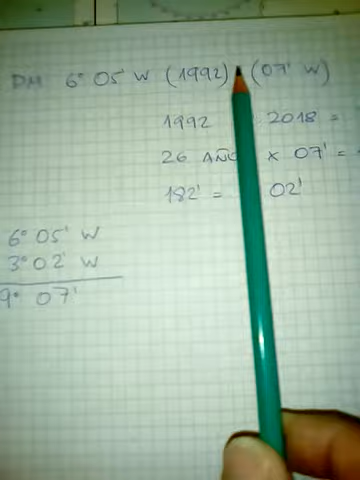 DM 6° 05' W (1992) (07' W)
1992 2018 =
26 AÑO X 07' =
182' = 02'
6° 05' W
3° 02' W
9° 07'